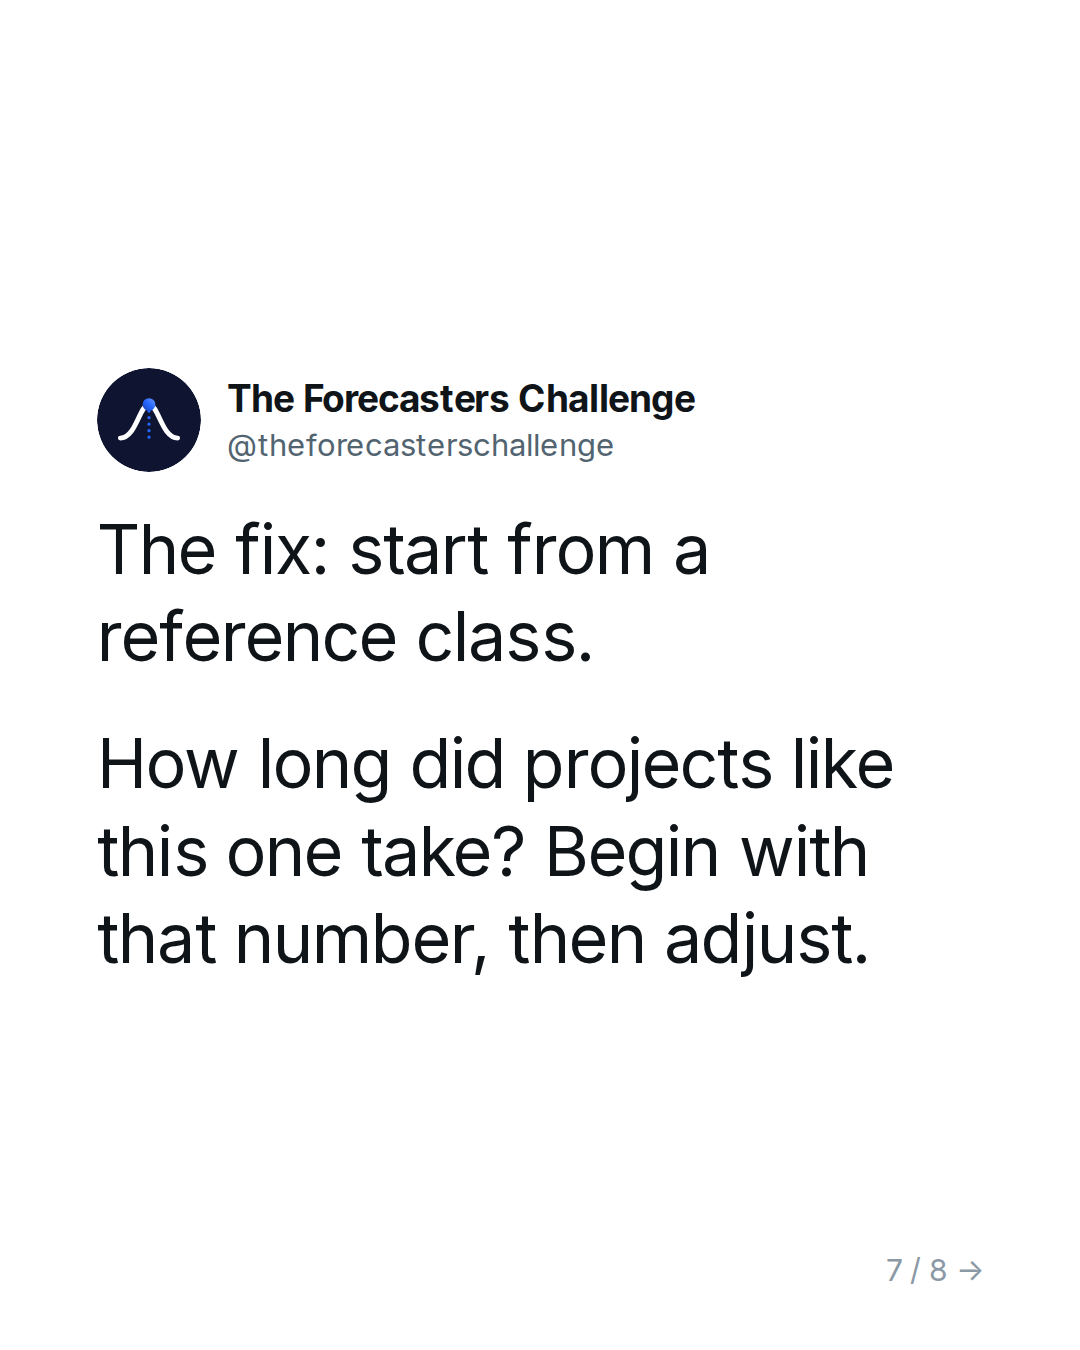 The Forecasters Challenge
@theforecasterschallenge
The fix: start from a
reference class.
How long did projects like
this one take? Begin with
that number, then adjust.
7 / 8 →